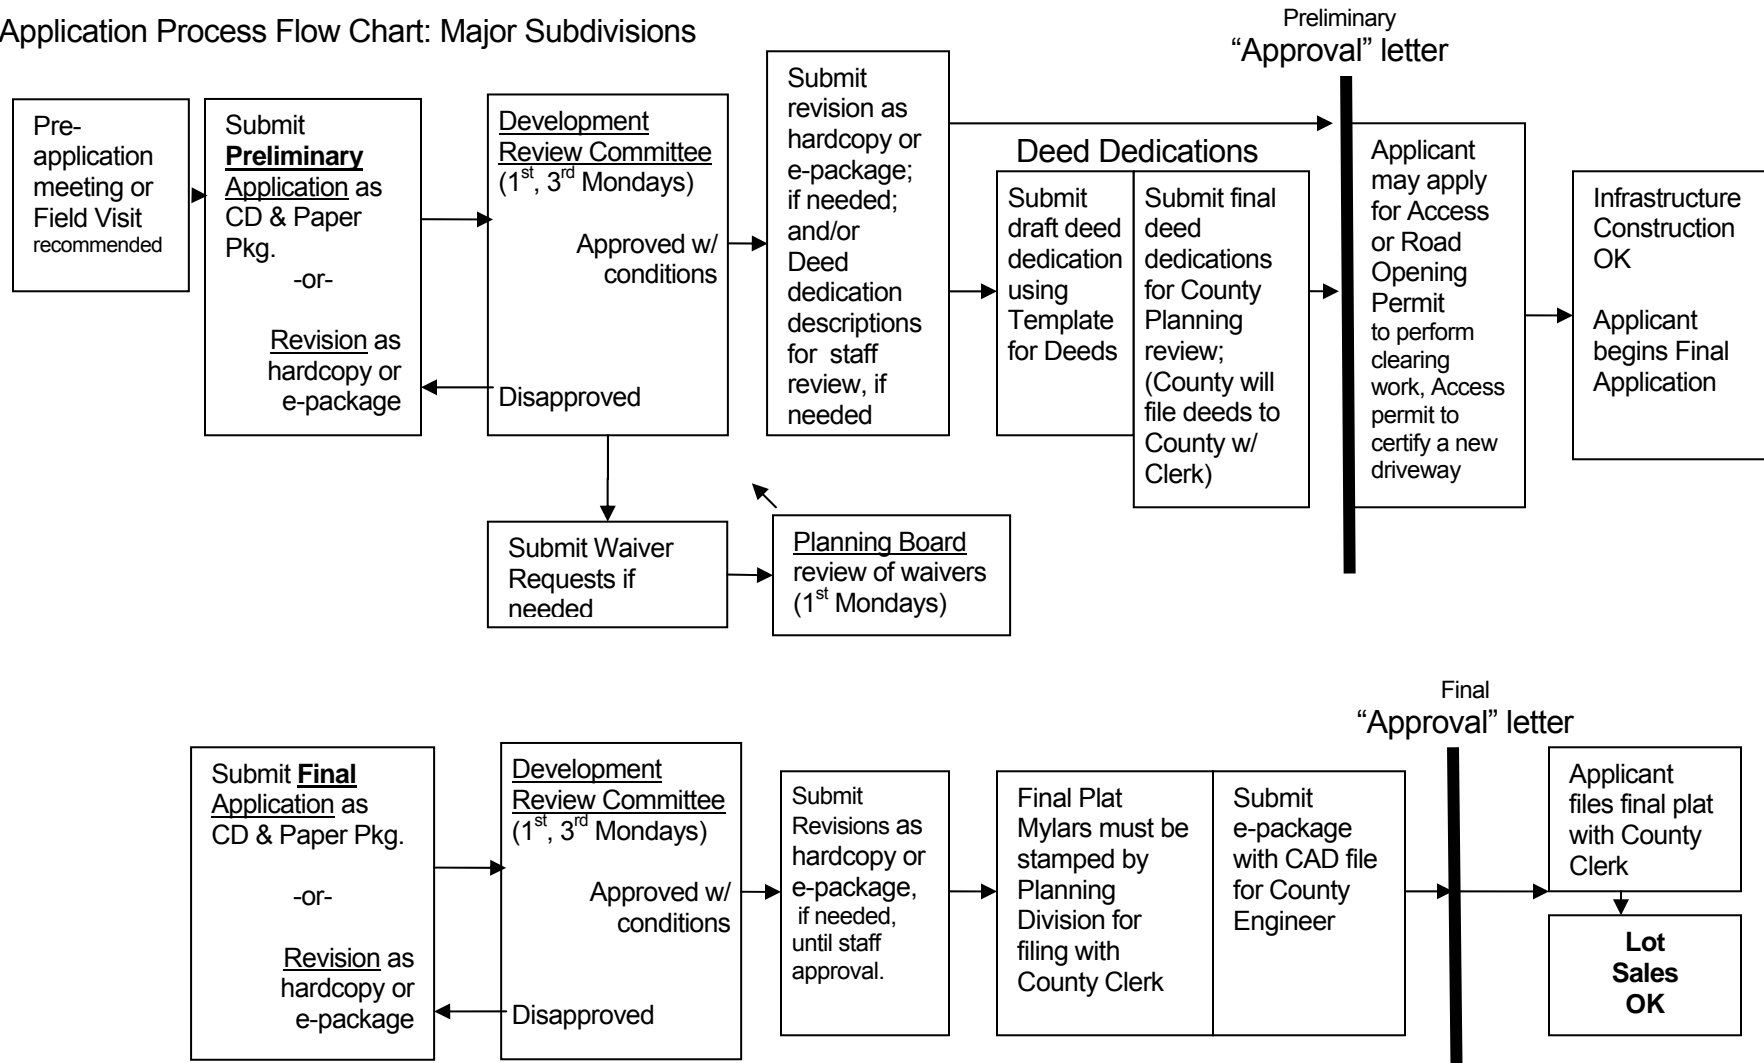 Application Process Flow Chart: Major Subdivisions
Preliminary
“Approval” letter
Pre-
application
meeting or
Field Visit
recommended
Submit
Preliminary
Application as
CD & Paper
Pkg.
-or-
Revision as
hardcopy or
e-package
Development
Review Committee
(1st, 3rd Mondays)
Approved w/
conditions
Disapproved
Submit
revision as
hardcopy or
e-package;
if needed;
and/or
Deed
dedication
descriptions
for staff
review, if
needed
Deed Dedications
Submit
draft deed
dedication
using
Template
for Deeds
Submit final
deed
dedications
for County
Planning
review;
(County will
file deeds to
County w/
Clerk)
Applicant
may apply
for Access
or Road
Opening
Permit
to perform
clearing
work, Access
permit to
certify a new
driveway
Infrastructure
Construction
OK
Applicant
begins Final
Application
Submit Waiver
Requests if
needed
Planning Board
review of waivers
(1st Mondays)
Final
“Approval” letter
Submit Final
Application as
CD & Paper Pkg.
-or-
Revision as
hardcopy or
e-package
Development
Review Committee
(1st, 3rd Mondays)
Approved w/
conditions
Disapproved
Submit
Revisions as
hardcopy or
e-package,
if needed,
until staff
approval.
Final Plat
Mylars must be
stamped by
Planning
Division for
filing with
County Clerk
Submit
e-package
with CAD file
for County
Engineer
Applicant
files final plat
with County
Clerk
Lot
Sales
OK